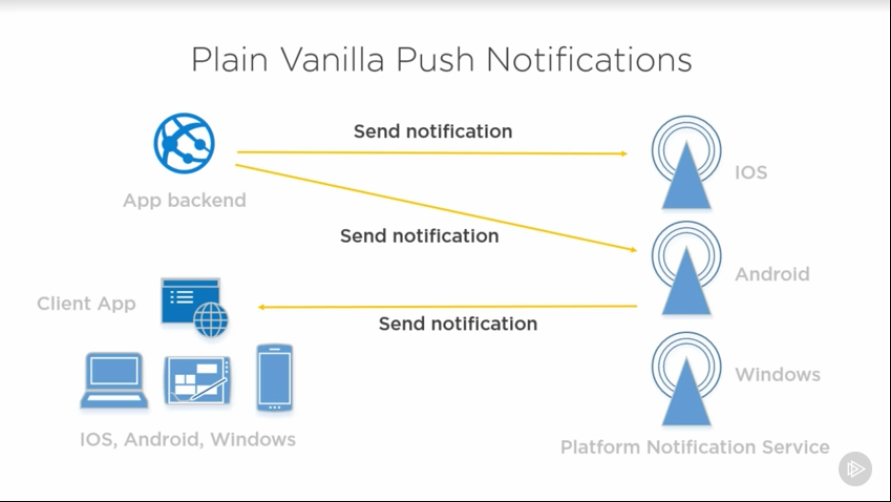 Plain Vanilla Push Notifications
Send notification
IOS
App backend
Send notification
Android
Client App
Send notification
Windows
IOS, Android, Windows
Platform Notification Service